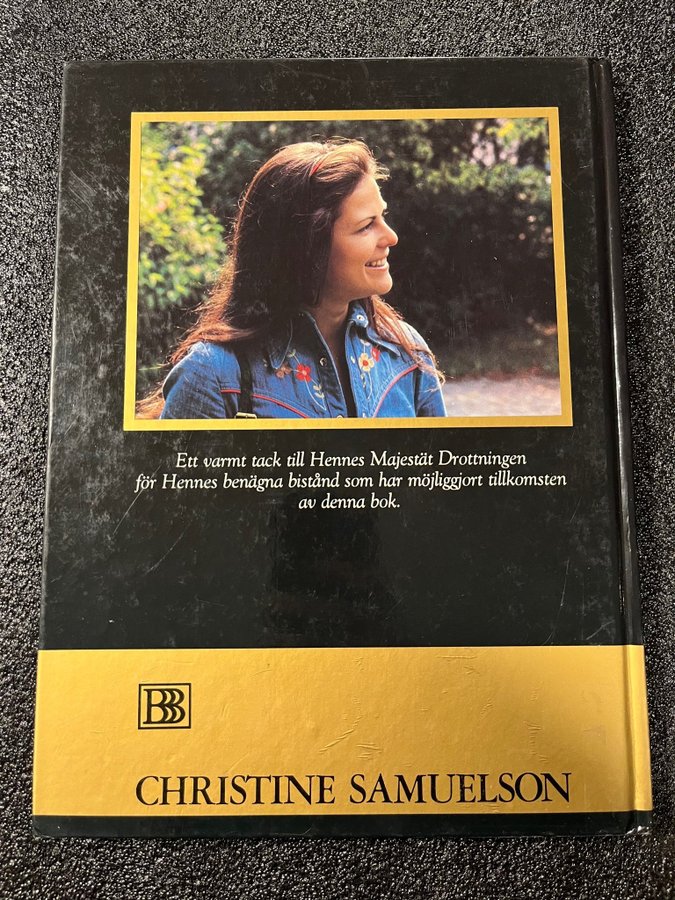 Ett varmt tack till Hennes Majestät Drottningen
för Hennes benägna bistånd som har möjliggjort tillkomsten
av denna bok.
BBB
CHRISTINE SAMUELSON